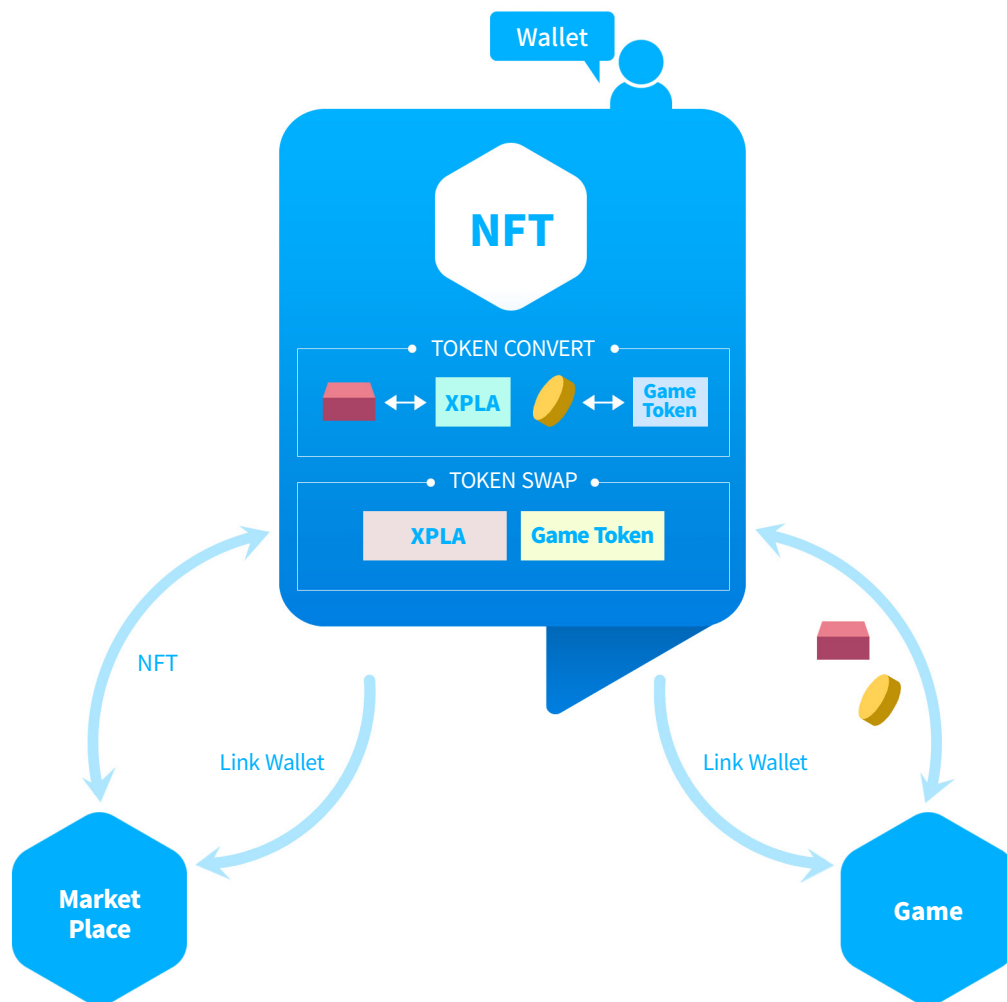 Wallet
NFT
TOKEN CONVERT
XPLA
Game
Token
TOKEN SWAP
XPLA
Game Token
NFT
Link Wallet
Link Wallet
Market
Place
Game